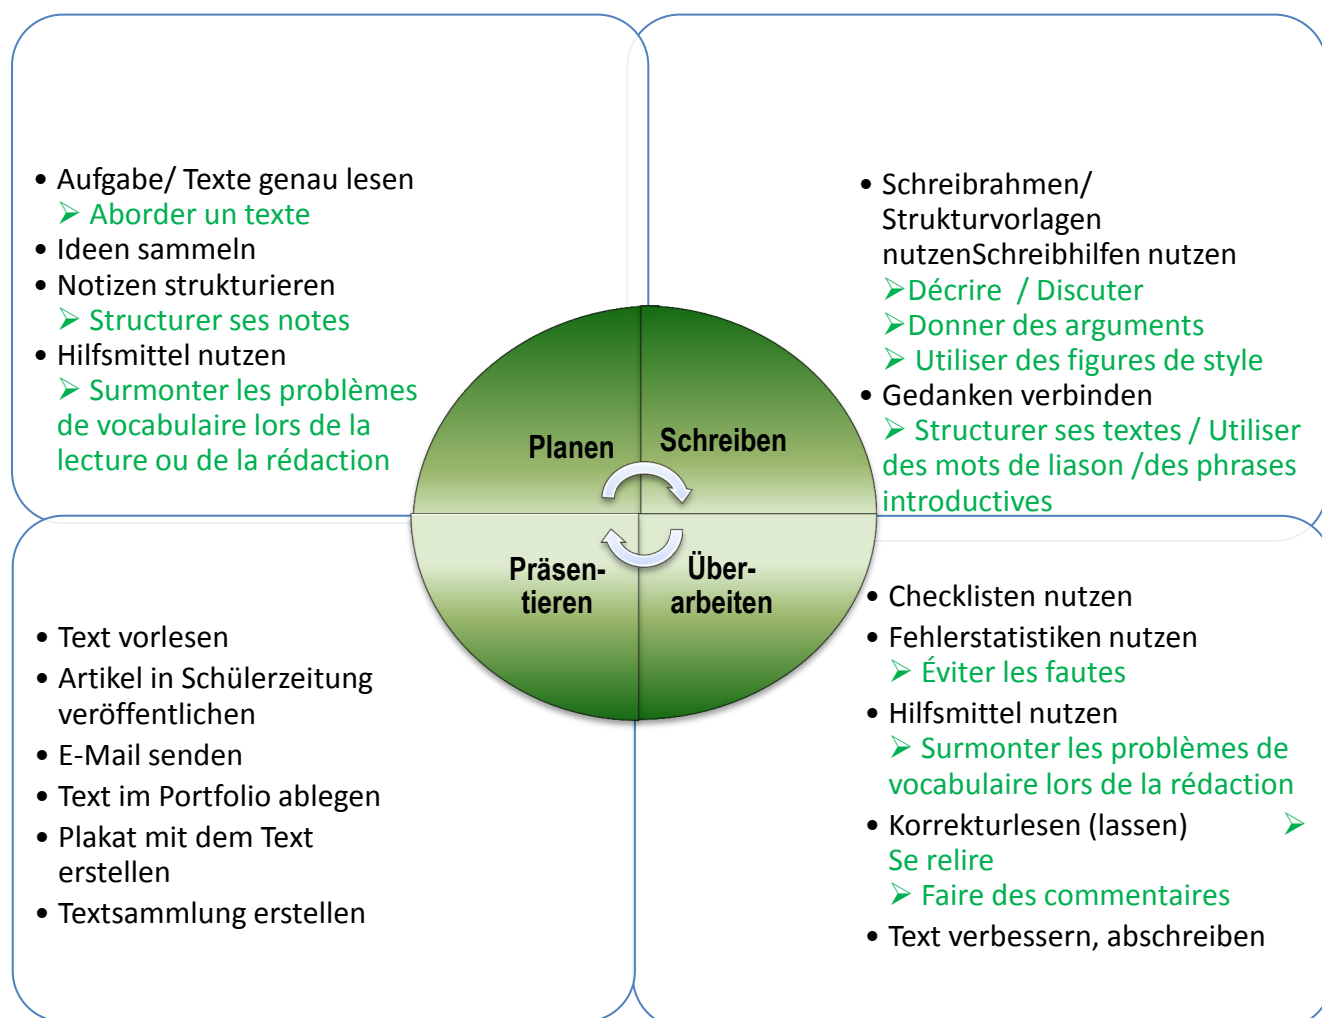 • Aufgabe/ Texte genau lesen
➢ Aborder un texte
• Ideen sammeln
• Notizen strukturieren
➢ Structurer ses notes
• Hilfsmittel nutzen
➢ Surmonter les problèmes
de vocabulaire lors de la
lecture ou de la rédaction
• Schreibrahmen/
Strukturvorlagen
nutzenSchreibhilfen nutzen
➢Décrire / Discuter
➢Donner des arguments
➢ Utiliser des figures de style
• Gedanken verbinden
➢ Structurer ses textes / Utiliser
des mots de liason /des phrases
introductives
Planen
Schreiben
Präsen-
tieren
Über-
arbeiten
• Text vorlesen
• Artikel in Schülerzeitung
veröffentlichen
• E-Mail senden
• Text im Portfolio ablegen
• Plakat mit dem Text
erstellen
• Textsammlung erstellen
• Checklisten nutzen
• Fehlerstatistiken nutzen
➢ Éviter les fautes
• Hilfsmittel nutzen
➢ Surmonter les problèmes de
vocabulaire lors de la rédaction
• Korrekturlesen (lassen) ➢
Se relire
➢ Faire des commentaires
• Text verbessern, abschreiben